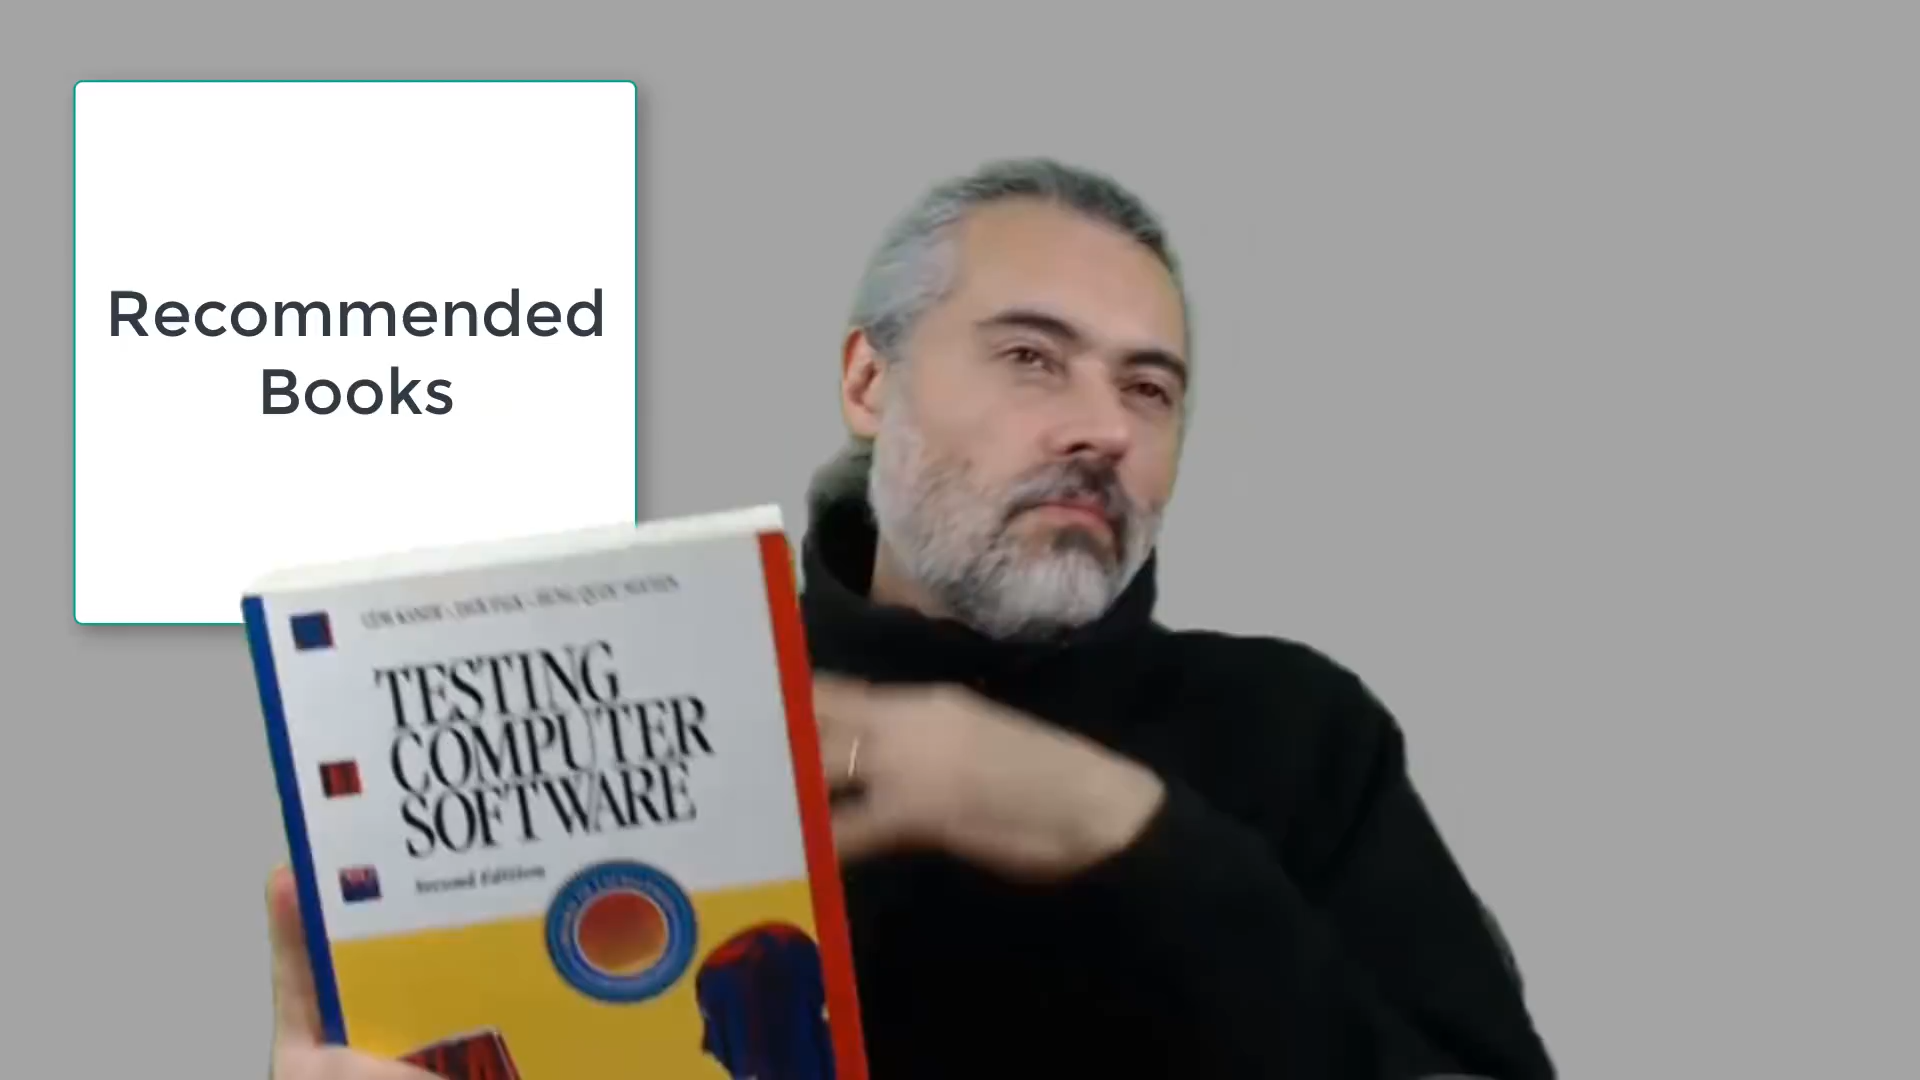 Recommended
Books
TESTING
COMPUTER
SOFTWARE
Second Edition